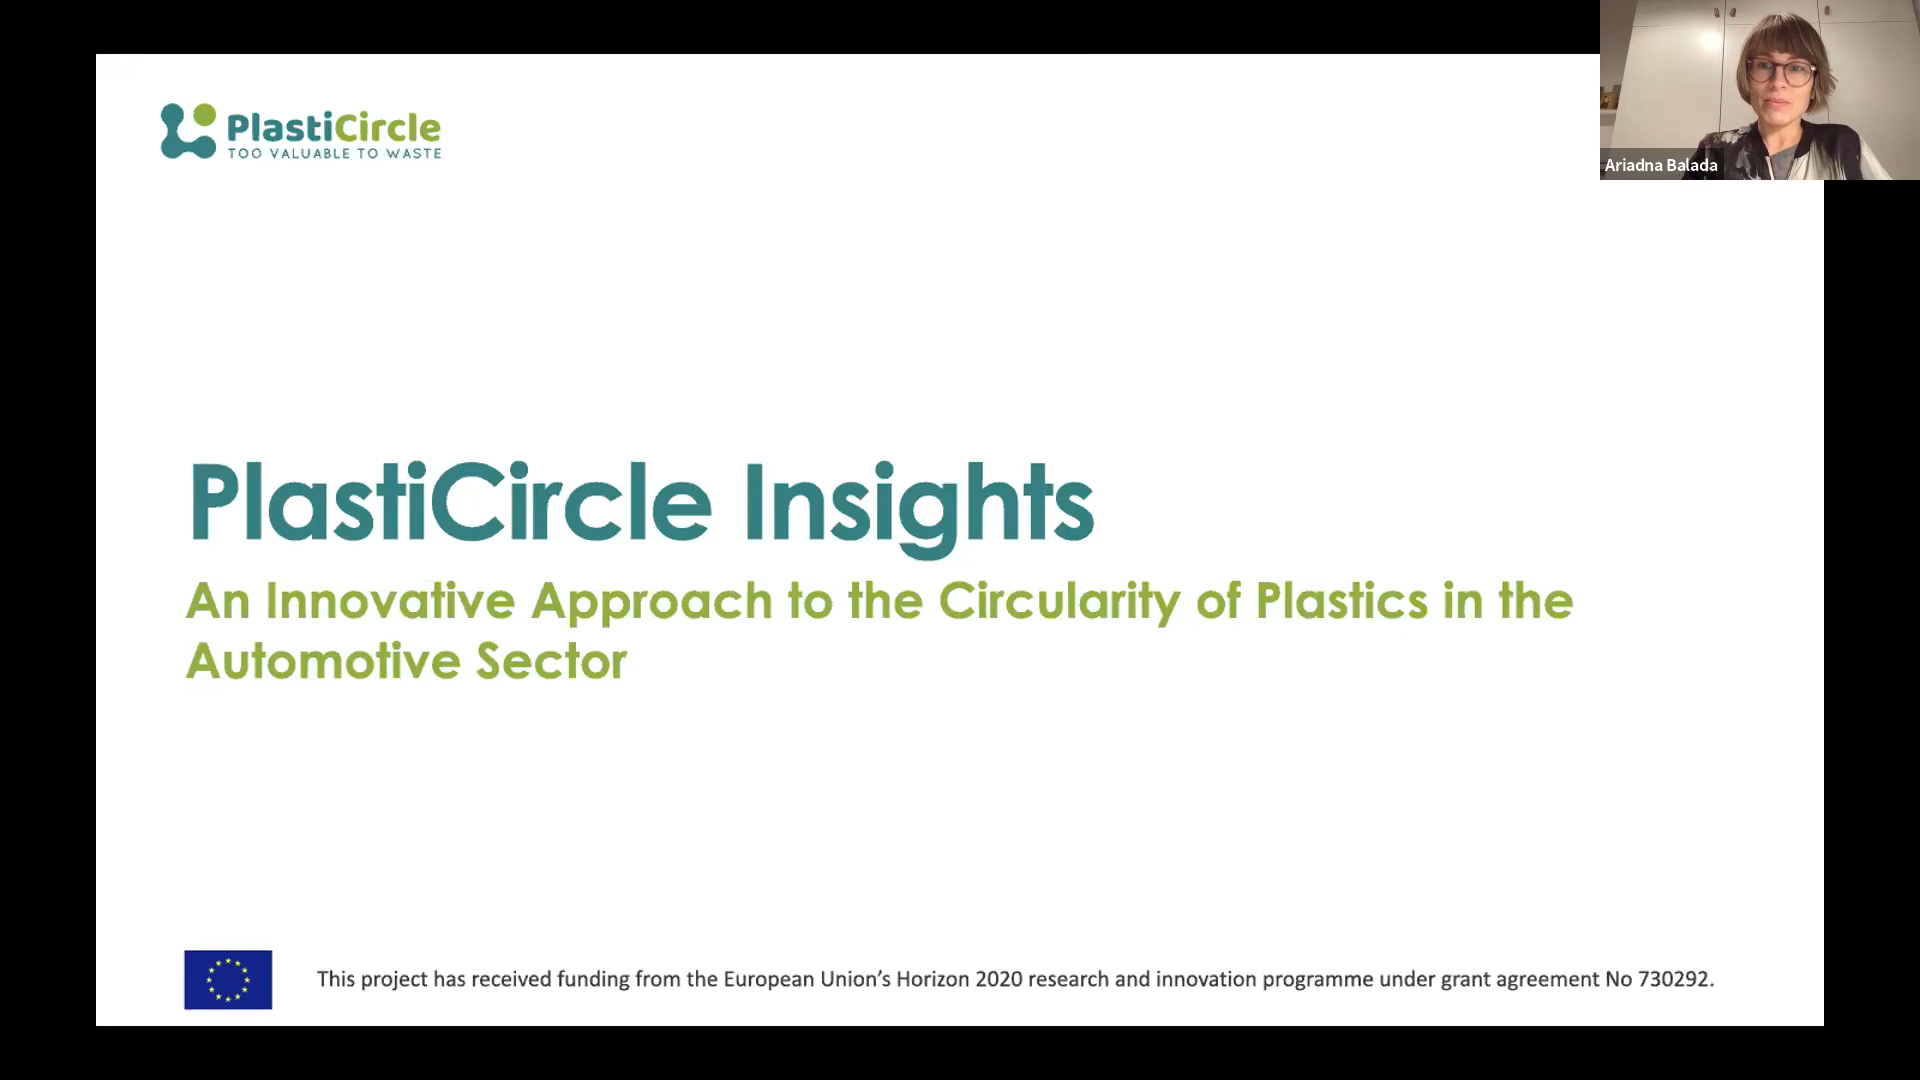 PlastiCircle
TOO VALUABLE TO WASTE
Ariadna Balada
PlastiCircle Insights
An Innovative Approach to the Circularity of Plastics in the
Automotive Sector
This project has received funding from the European Union’s Horizon 2020 research and innovation programme under grant agreement No 730292.